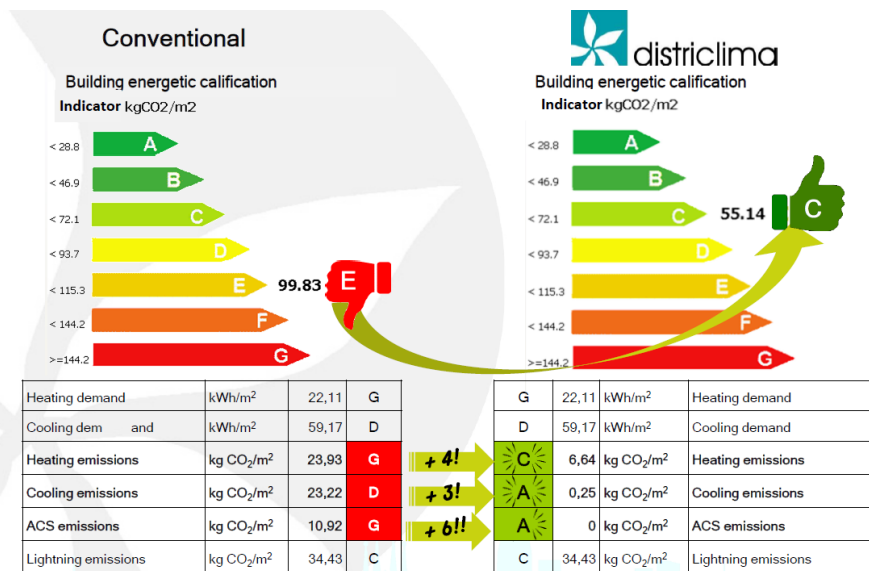 Conventional
Building energetic calification
Indicator kgCO2/m2
< 28.8 A
< 46.9 B
< 72.1 C
< 93.7 D
< 115.3 E 99.83 E
< 144.2 F
>=144.2 G
districlima
Building energetic calification
Indicator kgCO2/m2
< 28.8 A
< 46.9 B
< 72.1 C 55.14 C
< 93.7 D
< 115.3 E
< 144.2 F
>=144.2 G
Heating demand kWh/m² 22,11 G
Cooling dem and kWh/m² 59,17 D
Heating emissions kg CO₂/m² 23,93 G
Cooling emissions kg CO₂/m² 23,22 D
ACS emissions kg CO₂/m² 10,92 G
Lightning emissions kg CO₂/m² 34,43 C
+ 4!
+ 3!
+ 6!!
G 22,11 kWh/m² Heating demand
D 59,17 kWh/m² Cooling demand
C 6,64 kg CO₂/m² Heating emissions
A 0,25 kg CO₂/m² Cooling emissions
A 0 kg CO₂/m² ACS emissions
C 34,43 kg CO₂/m² Lightning emissions